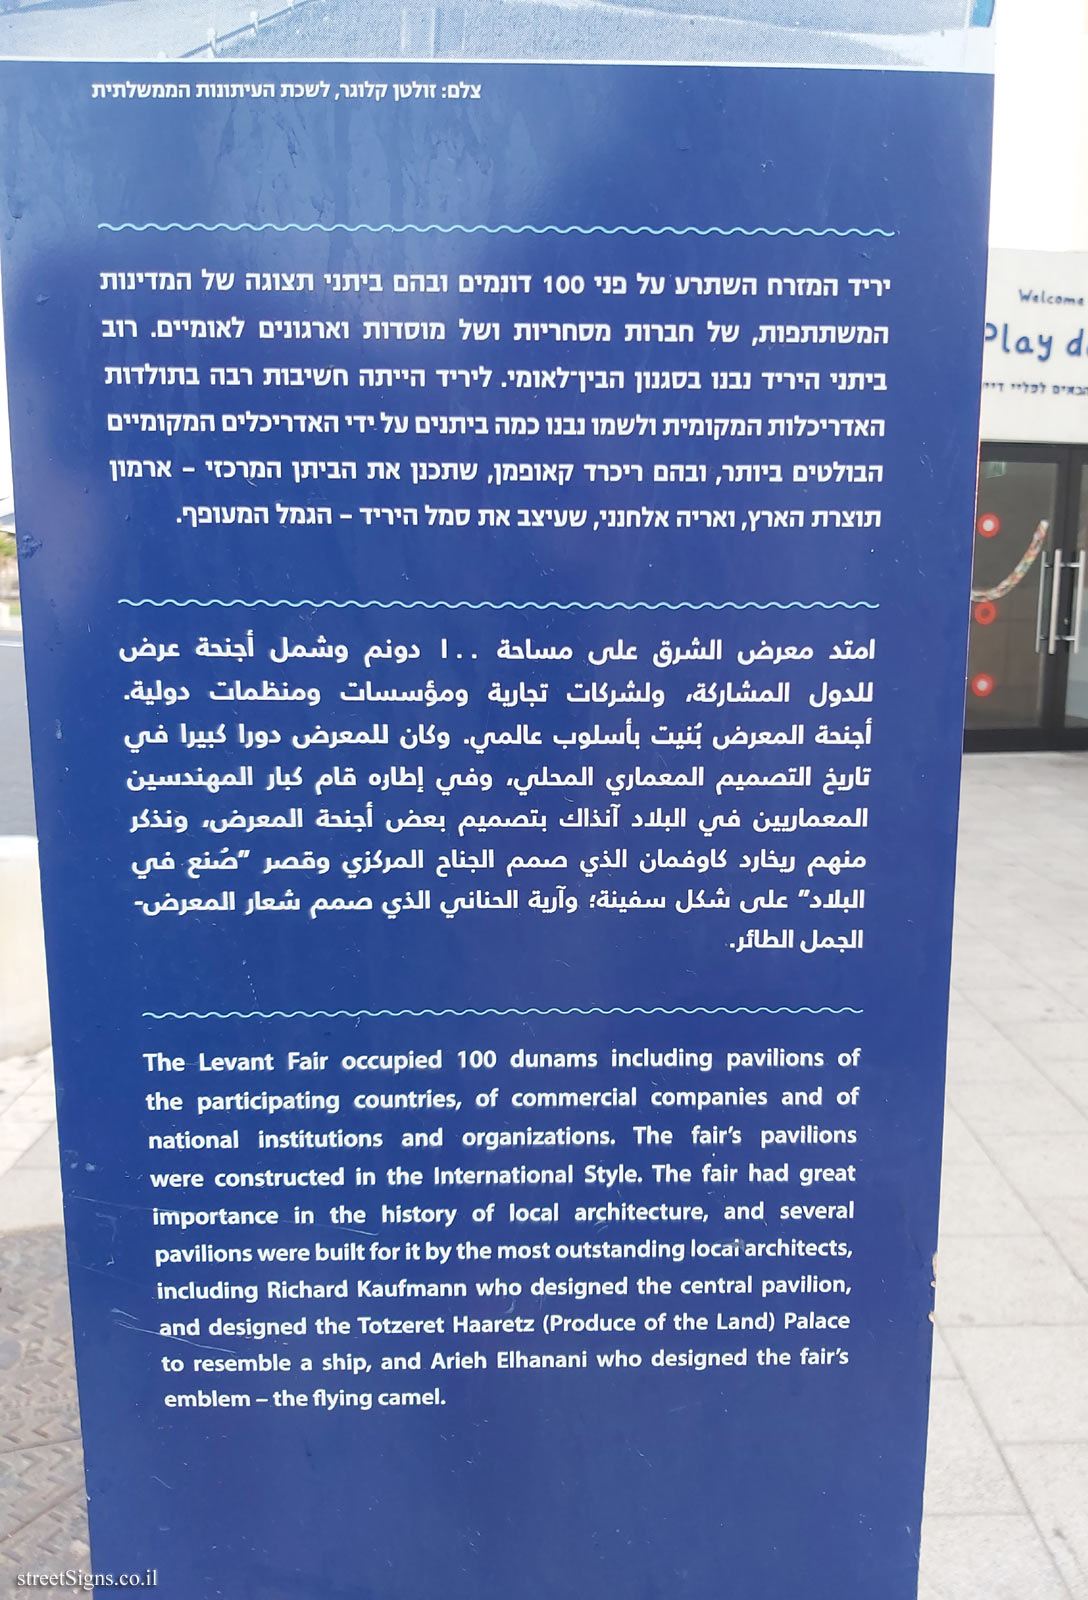 צלם: זולטן קלוגר, לשכת העיתונות הממשלתית
יריד המזרח השתרע על פני 100 דונמים ובהם ביתני תצוגה של המדינות
המשתתפות, של חברות מסחריות ושל מוסדות וארגונים לאומיים. רוב
ביתני היריד נבנו בסגנון הבין־לאומי. ליריד הייתה חשיבות רבה בתולדות
האדריכלות המקומית ולשמו נבנו כמה ביתנים על ידי האדריכלים המקומיים
הבולטים ביותר, ובהם ריכרד קאופמן, שתכנן את הביתן המרכזי – ארמון
תוצרת הארץ, ואריה אלחנני, שעיצב את סמל היריד – הגמל המעופף.
امتد معرض الشرق على مساحة ١٠٠ دونم وشمل أجنحة عرض
للدول المشاركة، ولشركات تجارية ومؤسسات ومنظمات دولية.
أجنحة المعرض بُنيت بأسلوب عالمي. وكان للمعرض دورا كبيرا في
تاريخ التصميم المعماري المحلي، وفي إطاره قام كبار المهندسين
المعماريين في البلاد آنذاك بتصميم بعض أجنحة المعرض، ونذكر
منهم ريخارد كاوفمان الذي صمم الجناح المركزي وقصر "صُنع في
البلاد" على شكل سفينة؛ وآرية الحناني الذي صمم شعار المعرض-
الجمل الطائر.
The Levant Fair occupied 100 dunams including pavilions of
the participating countries, of commercial companies and of
national institutions and organizations. The fair's pavilions
were constructed in the International Style. The fair had great
importance in the history of local architecture, and several
pavilions were built for it by the most outstanding local architects,
including Richard Kaufmann who designed the central pavilion,
and designed the Totzeret Haaretz (Produce of the Land) Palace
to resemble a ship, and Arieh Elhanani who designed the fair's
emblem – the flying camel.
Welcome
Play
streetSigns.co.il